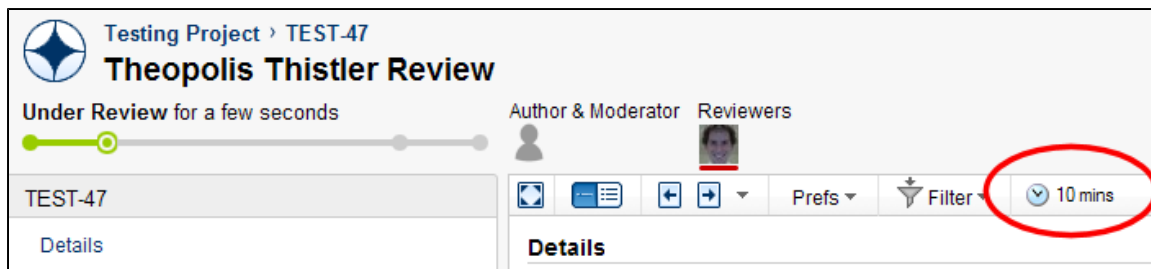 Testing Project › TEST-47
Theopolis Thistler Review
Under Review for a few seconds
Author & Moderator Reviewers
TEST-47
Prefs Filter 10 mins
Details
Details